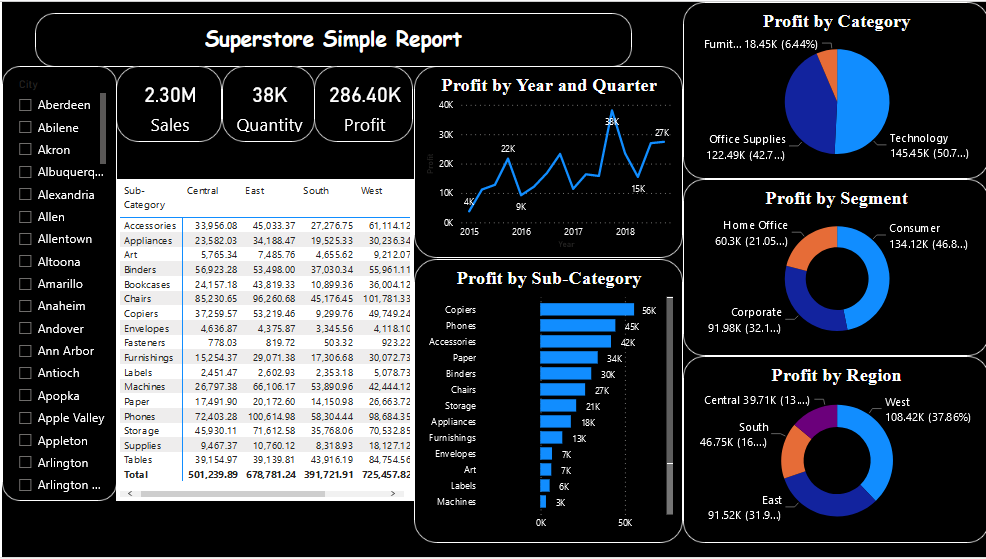 Superstore Simple Report
City
Aberdeen
Abilene
Akron
Albuquerq...
Alexandria
Allen
Allentown
Altoona
Amarillo
Anaheim
Andover
Ann Arbor
Antioch
Apopka
Apple Valley
Appleton
Arlington
Arlington ...
2.30M
Sales
38K
Quantity
286.40K
Profit
Sub-Category Central East South West
Accessories 33,956.08 45,033.37 27,276.75 61,114.12
Appliances 23,582.03 34,188.47 19,525.33 30,236.34
Art 5,765.34 7,485.76 4,655.62 9,212.07
Binders 56,923.28 53,498.00 37,030.34 55,961.11
Bookcases 24,157.18 43,819.33 10,899.36 36,004.12
Chairs 85,230.65 96,260.68 45,176.45 101,781.33
Copiers 37,259.57 53,219.46 9,299.76 49,749.24
Envelopes 4,636.87 4,375.87 3,345.56 4,118.10
Fasteners 778.03 819.72 503.32 923.22
Furnishings 15,254.37 29,071.38 17,306.68 30,072.73
Labels 2,451.47 2,602.93 2,353.18 5,078.73
Machines 26,797.38 66,106.17 53,890.96 42,444.12
Paper 17,491.90 20,172.60 14,150.98 26,663.72
Phones 72,403.28 100,614.98 58,304.44 98,684.35
Storage 45,930.11 71,612.58 35,768.06 70,532.85
Supplies 9,467.37 10,760.12 8,318.93 18,127.12
Tables 39,154.97 39,139.81 43,916.19 84,754.56
Total 501,239.89 678,781.24 391,721.91 725,457.82
Profit by Year and Quarter
Profit
40K
30K
20K
10K
0K
4K
22K
9K
38K
15K
27K
2015 2016 2017 2018
Year
Profit by Sub-Category
Copiers 56K
Phones 45K
Accessories 42K
Paper 34K
Binders 30K
Chairs 27K
Storage 21K
Appliances 18K
Furnishings 13K
Envelopes 7K
Art 7K
Labels 6K
Machines 3K
0K 50K
Profit by Category
Furnit... 18.45K (6.44%)
Office Supplies
122.49K (42.7...)
Technology
145.45K (50.7...)
Profit by Segment
Home Office
60.3K (21.05...)
Consumer
134.12K (46.8...)
Corporate
91.98K (32.1...)
Profit by Region
Central 39.71K (13....)
West
108.42K (37.86%)
South
46.75K (16....)
East
91.52K (31.9...)